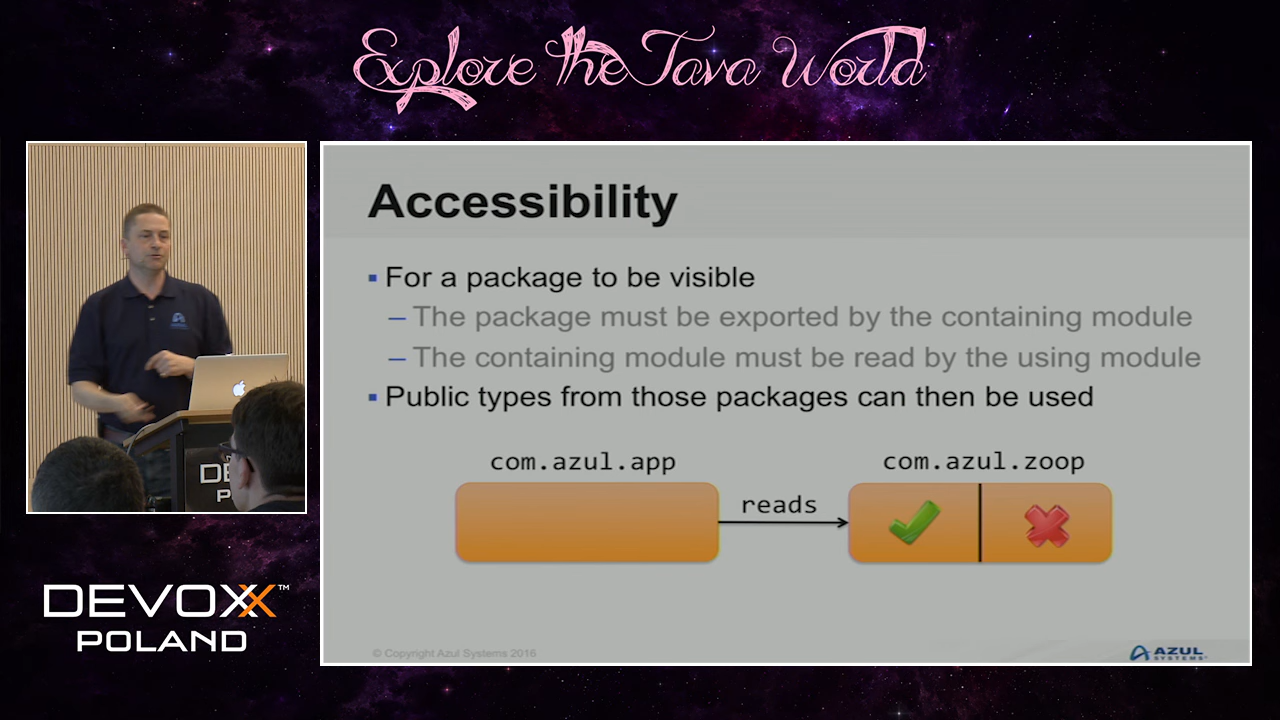 Explore the Java World
Accessibility
▪ For a package to be visible
– The package must be exported by the containing module
– The containing module must be read by the using module
▪ Public types from those packages can then be used
com.azul.app
com.azul.zoop
reads
© Copyright Azul Systems 2016
AZUL
SYSTEMS
DE
P
DEVOXX™
POLAND